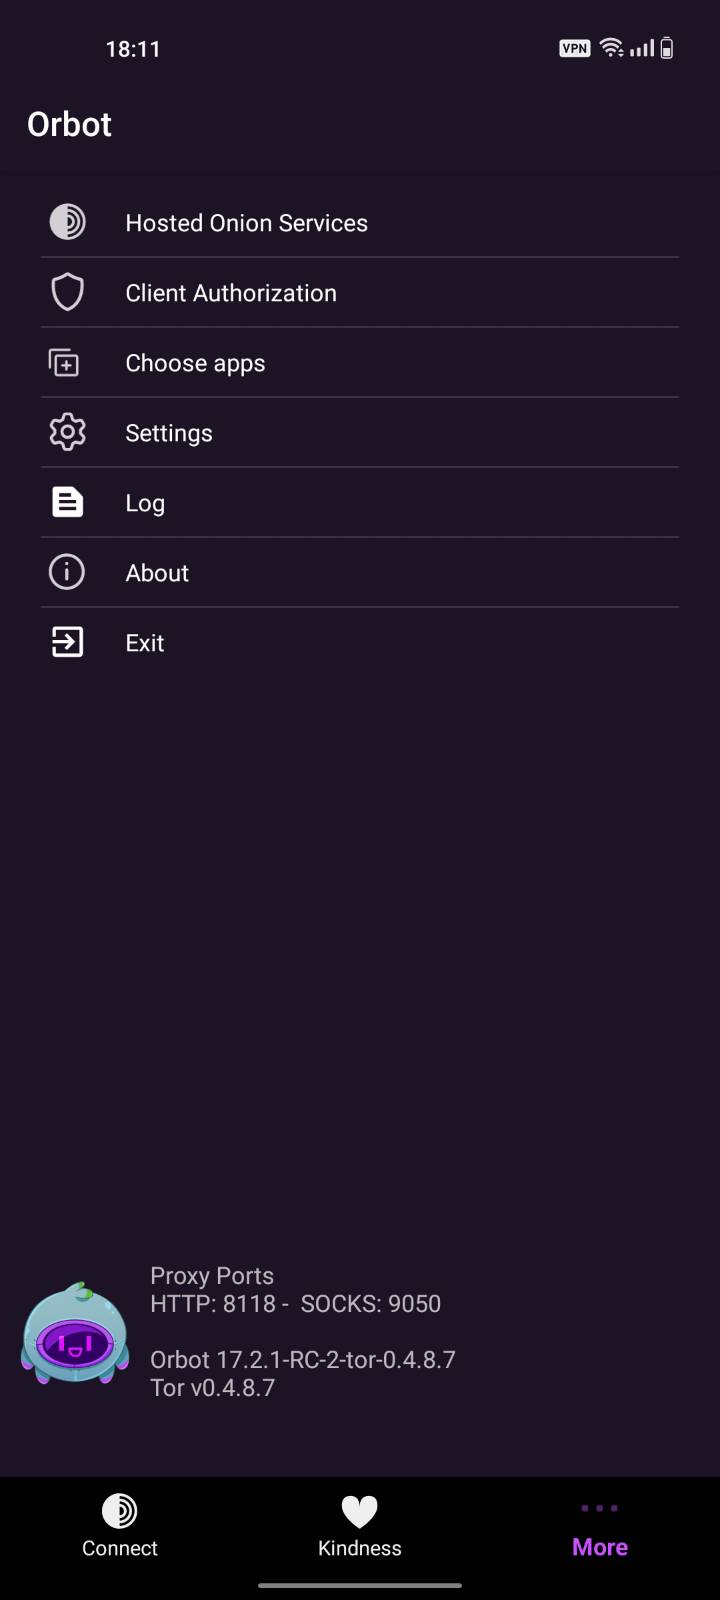 18:11
VPN
Orbot
Hosted Onion Services
Client Authorization
Choose apps
Settings
Log
About
Exit
Proxy Ports
HTTP: 8118 -  SOCKS: 9050
Orbot 17.2.1-RC-2-tor-0.4.8.7
Tor v0.4.8.7
Connect
Kindness
More